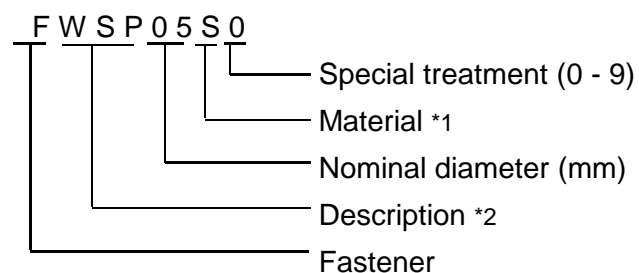 F W S P 0 5 S 0
Special treatment (0 - 9)
Material *1
Nominal diameter (mm)
Description *2
Fastener